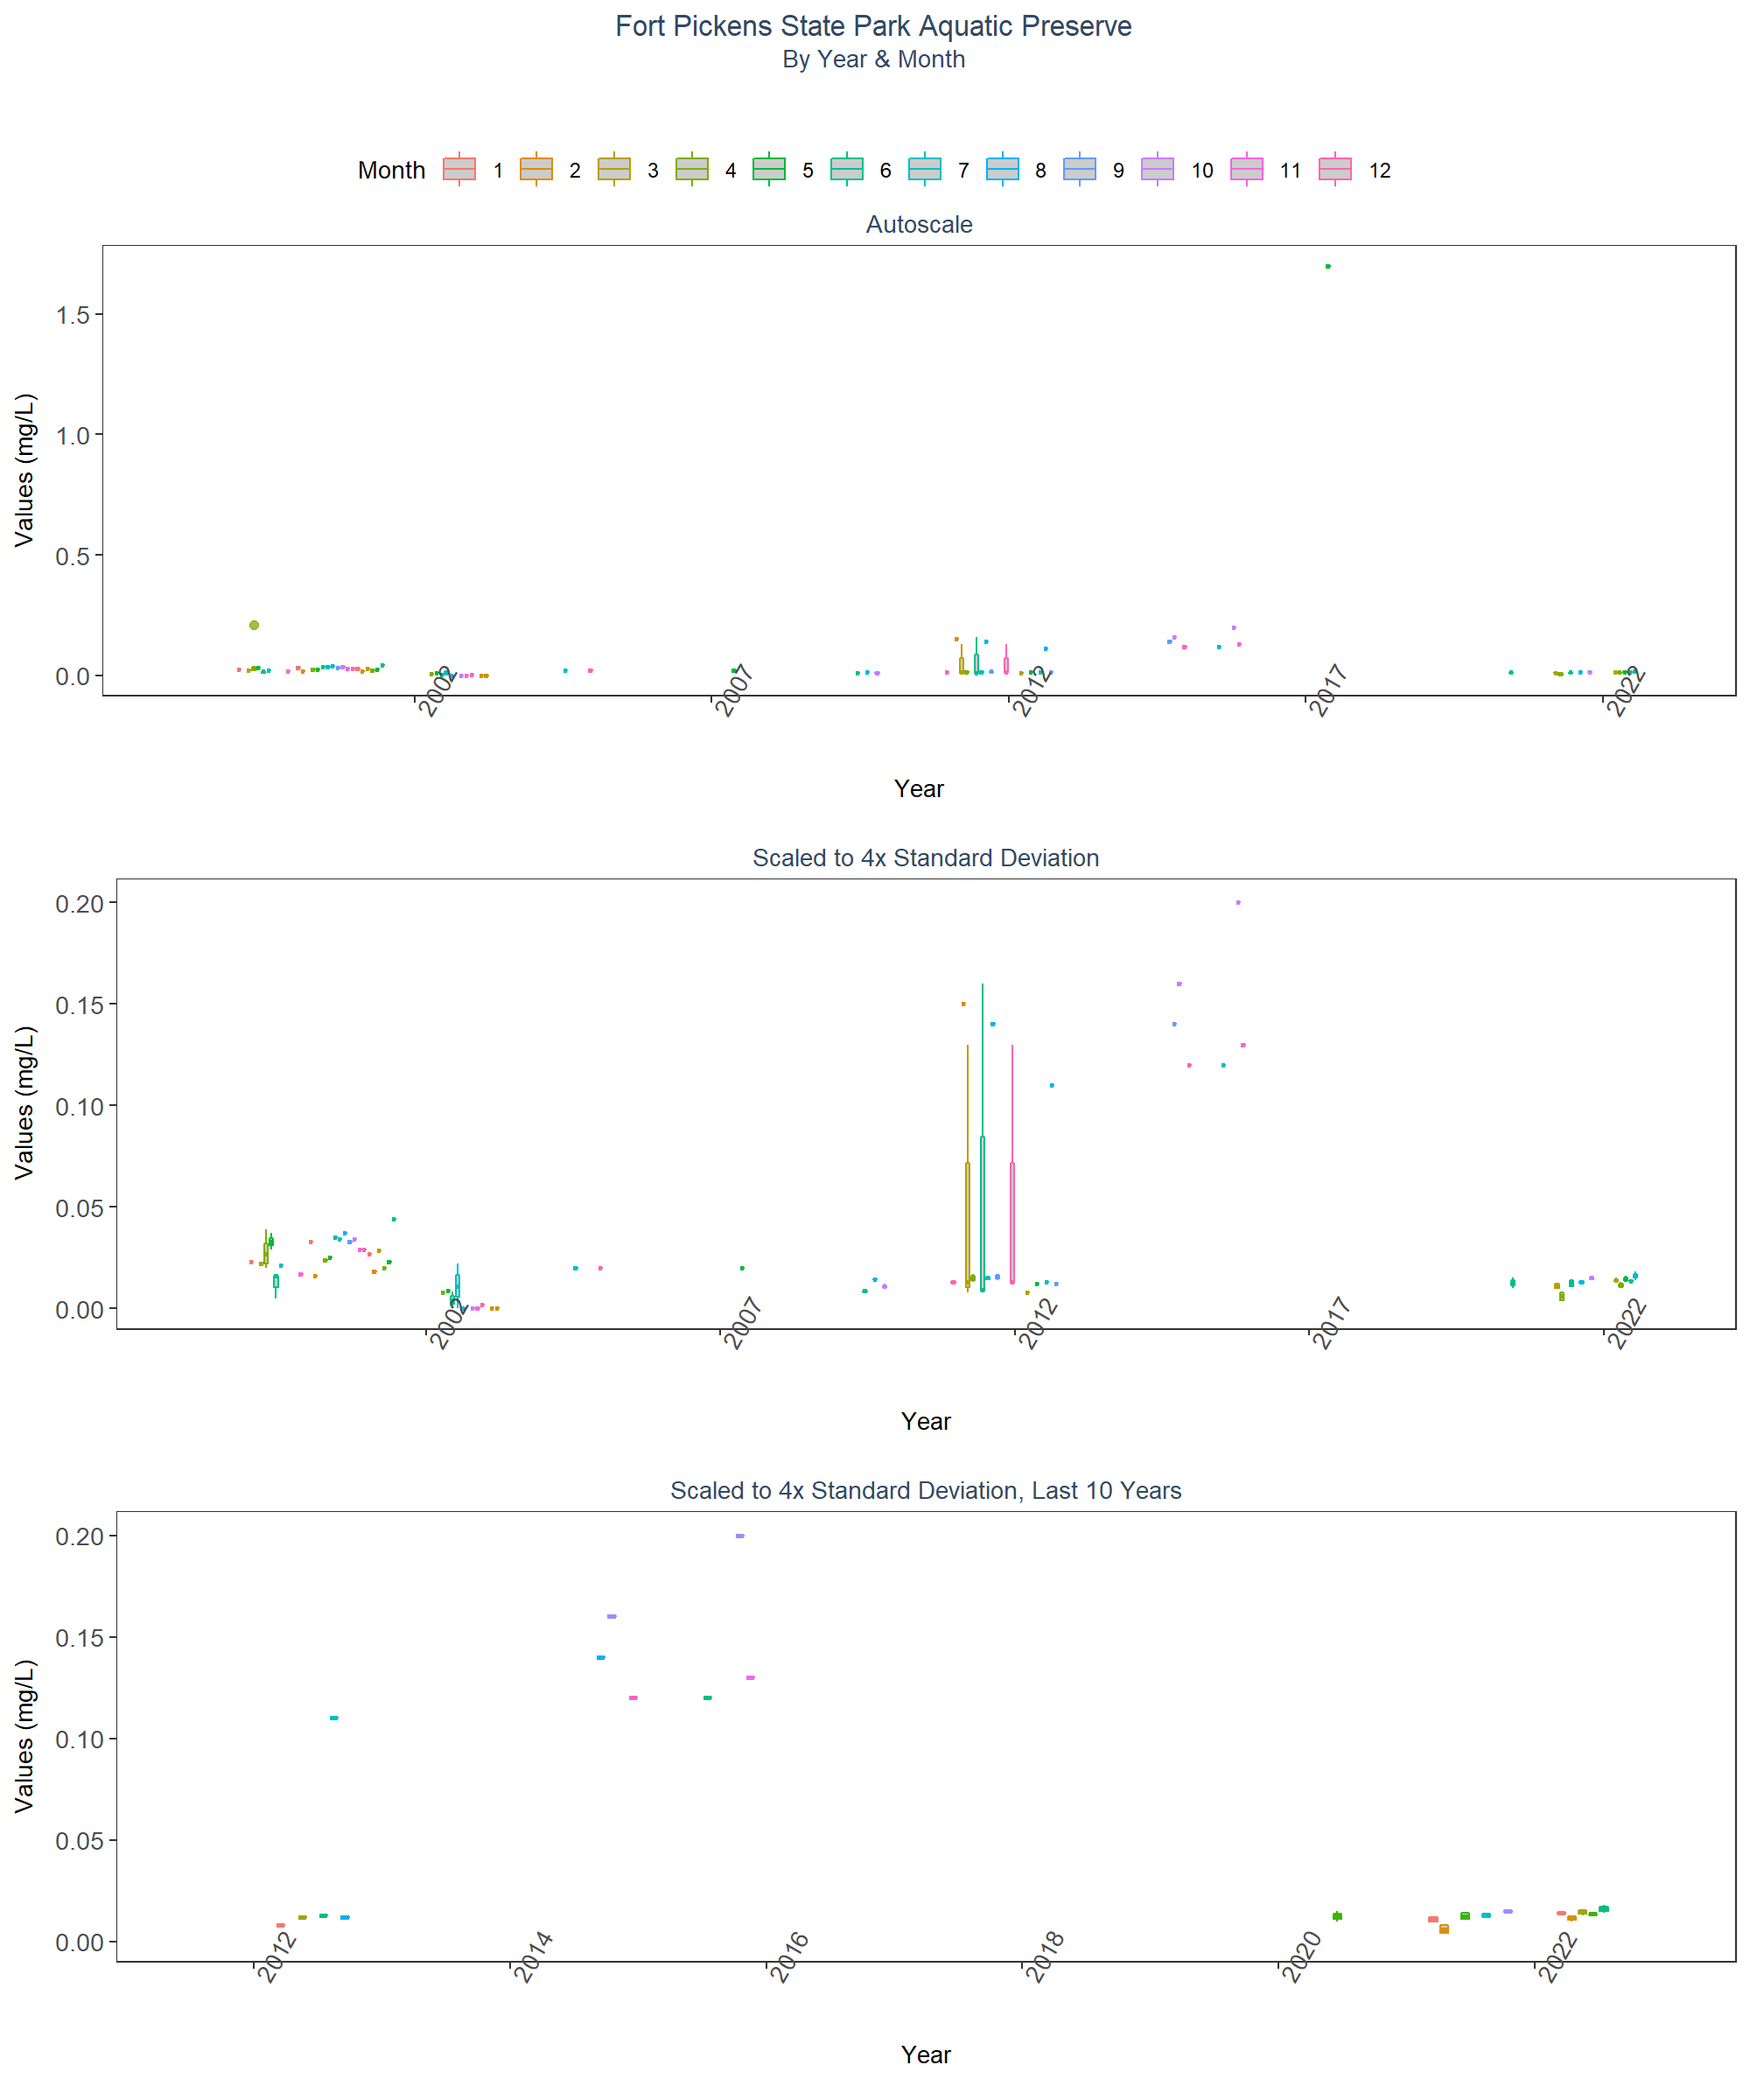 Fort Pickens State Park Aquatic Preserve
By Year & Month
Month 1 2 3 4 5 6 7 8 9 10 11 12
Autoscale
Values (mg/L)
1.5
1.0
0.5
0.0
2002 2007 2012 2017 2022
Year
Scaled to 4x Standard Deviation
Values (mg/L)
0.20
0.15
0.10
0.05
0.00
2002 2007 2012 2017 2022
Year
Scaled to 4x Standard Deviation, Last 10 Years
Values (mg/L)
0.20
0.15
0.10
0.05
0.00
2012 2014 2016 2018 2020 2022
Year